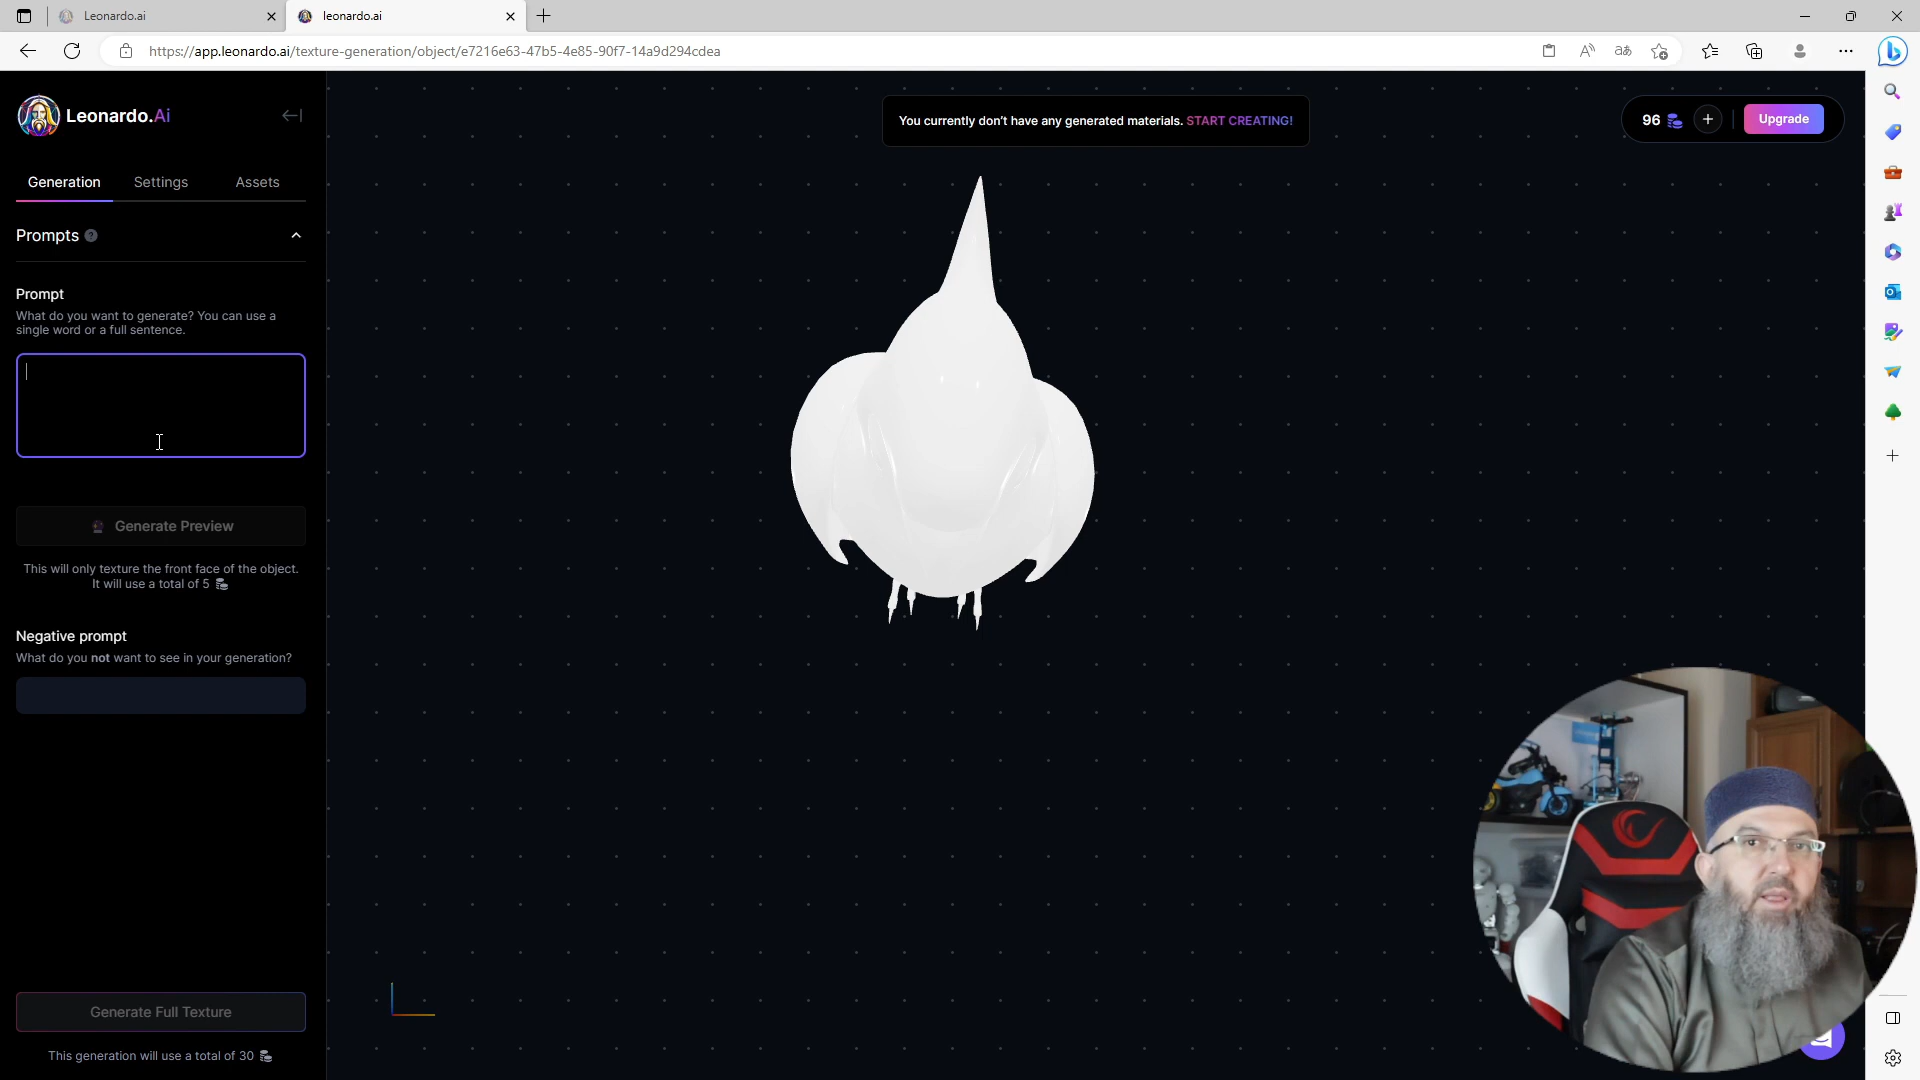 Leonardo.ai
leonardo.ai
https://app.leonardo.ai/texture-generation/object/e7216e63-47b5-4e85-90f7-14a9d294cdea
Leonardo.Ai
Generation Settings Assets
Prompts
Prompt
What do you want to generate? You can use a
single word or a full sentence.
Generate Preview
This will only texture the front face of the object.
It will use a total of 5
Negative prompt
What do you not want to see in your generation?
Generate Full Texture
This generation will use a total of 30
You currently don't have any generated materials. START CREATING!
96
Upgrade